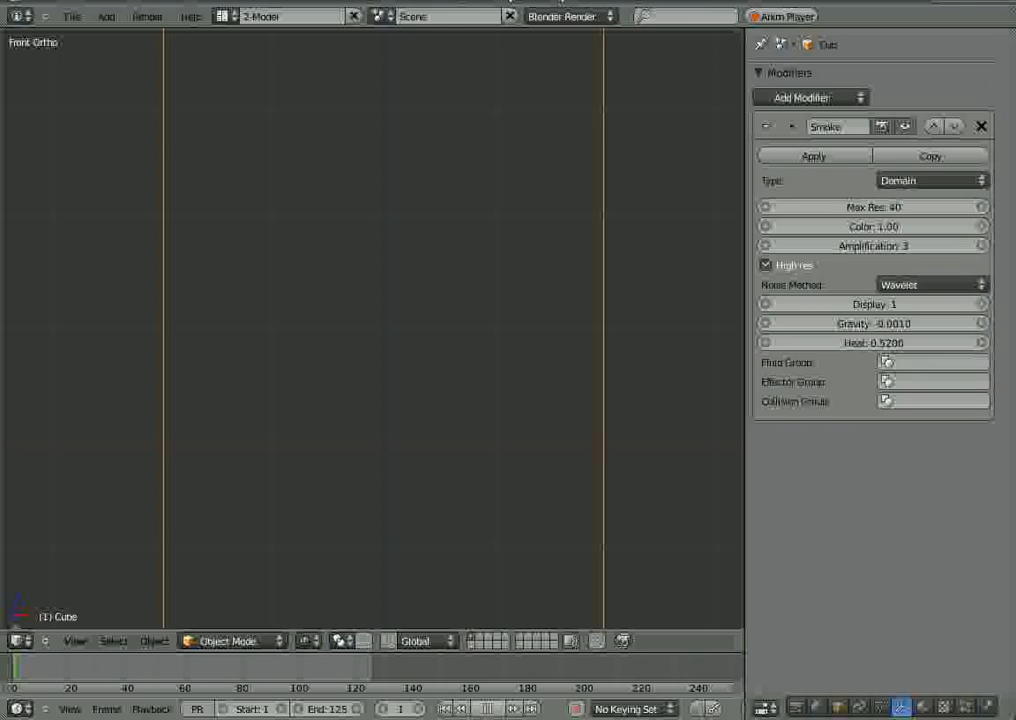 File Add Render Help 2-Model Scene Blender Render Anim Player
Front Ortho
Cube
Modifiers
Add Modifier
Smoke
Apply Copy
Type: Domain
Max Res: 40
Color: 1.00
Amplification: 3
High res
Noise Method: Wavelet
Display: 1
Gravity: -0.0010
Heat: 0.5200
Fluid Group:
Effector Group:
Collision Group:
(1) Cube
View Select Object Object Mode Global
0 20 40 60 80 100 120 140 160 180 200 220 240
View Frame Playback PR Start: 1 End: 125 1 No Keying Set